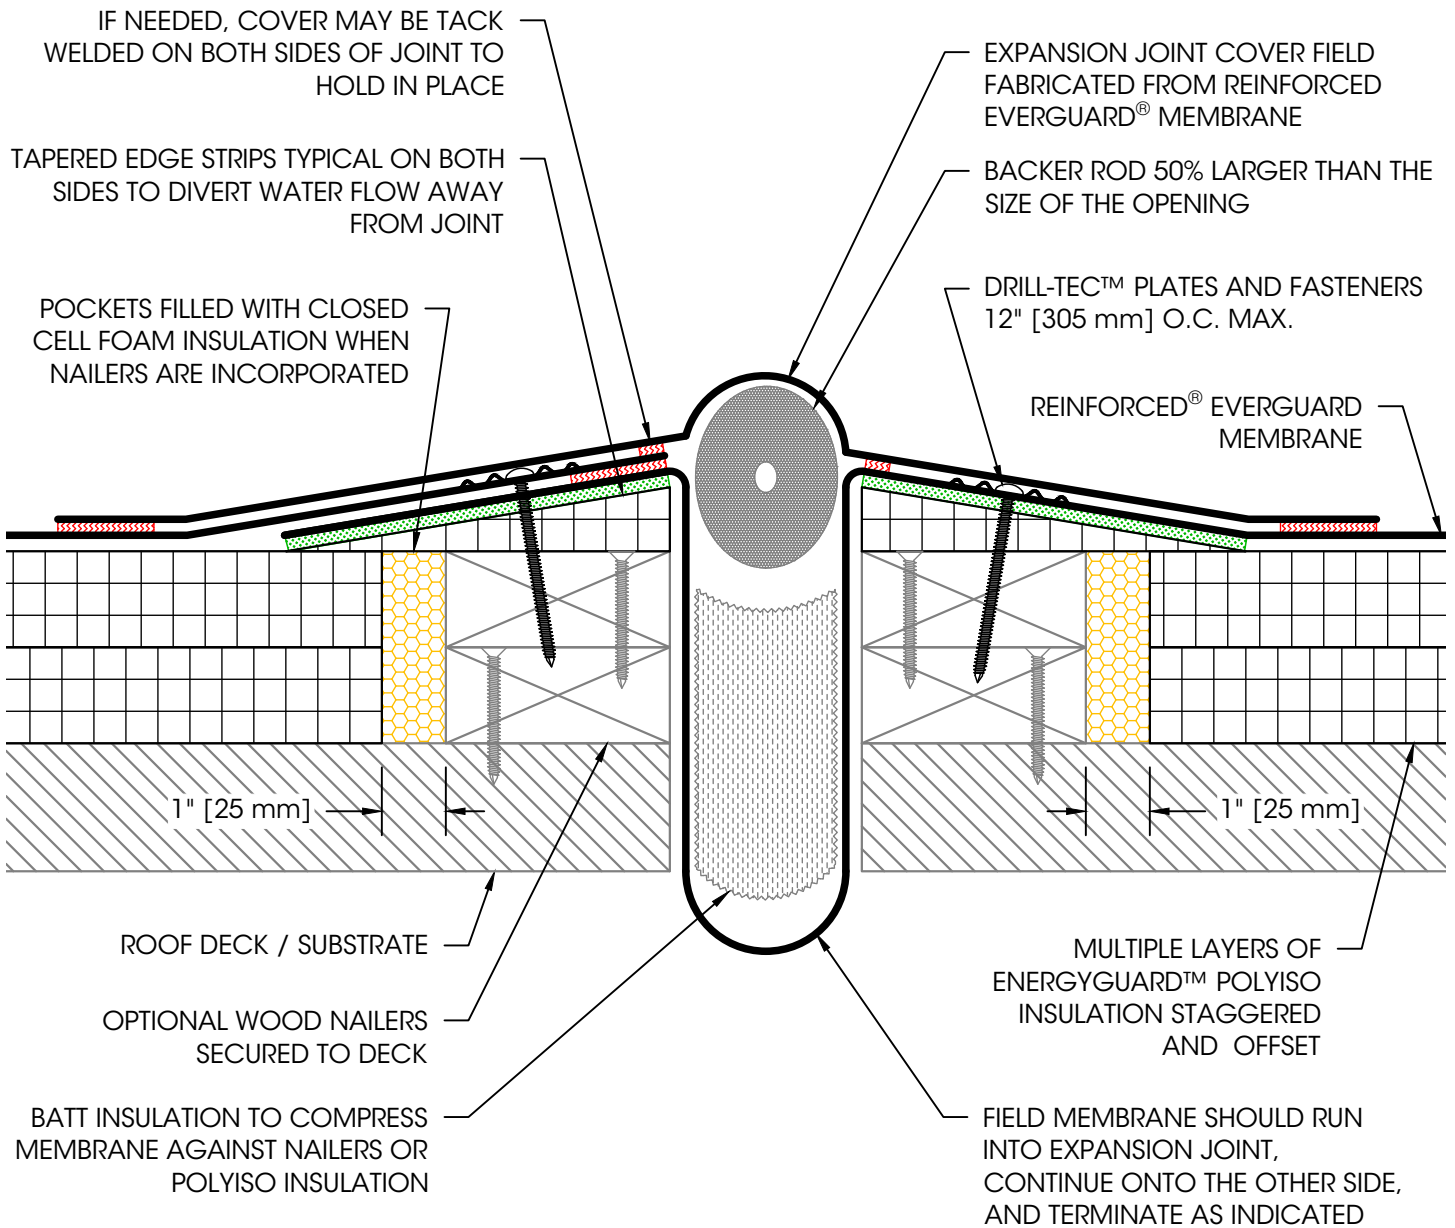 IF NEEDED, COVER MAY BE TACK
WELDED ON BOTH SIDES OF JOINT TO
HOLD IN PLACE
TAPERED EDGE STRIPS TYPICAL ON BOTH
SIDES TO DIVERT WATER FLOW AWAY
FROM JOINT
POCKETS FILLED WITH CLOSED
CELL FOAM INSULATION WHEN
NAILERS ARE INCORPORATED
EXPANSION JOINT COVER FIELD
FABRICATED FROM REINFORCED
EVERGUARD® MEMBRANE
BACKER ROD 50% LARGER THAN THE
SIZE OF THE OPENING
DRILL-TEC™ PLATES AND FASTENERS
12" [305 mm] O.C. MAX.
REINFORCED® EVERGUARD
MEMBRANE
1" [25 mm]
1" [25 mm]
ROOF DECK / SUBSTRATE
OPTIONAL WOOD NAILERS
SECURED TO DECK
BATT INSULATION TO COMPRESS
MEMBRANE AGAINST NAILERS OR
POLYISO INSULATION
MULTIPLE LAYERS OF
ENERGYGUARD™ POLYISO
INSULATION STAGGERED
AND OFFSET
FIELD MEMBRANE SHOULD RUN
INTO EXPANSION JOINT,
CONTINUE ONTO THE OTHER SIDE,
AND TERMINATE AS INDICATED